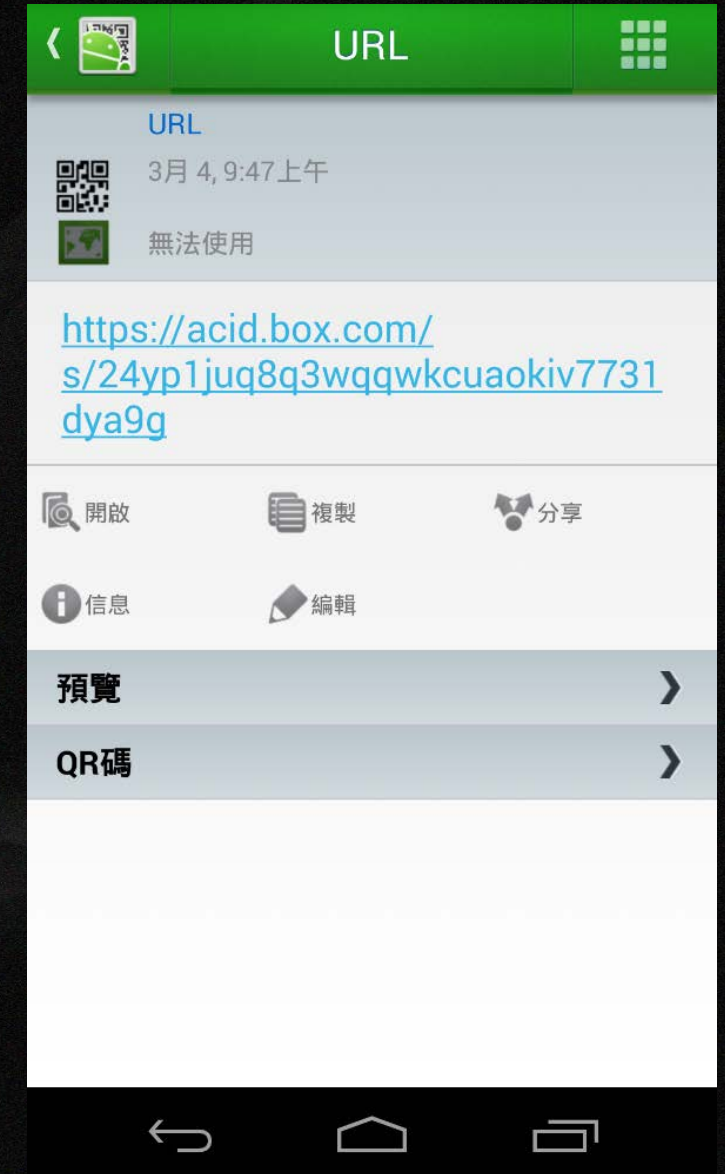 URL
URL
3月 4, 9:47上午
無法使用
https://acid.box.com/
s/24yp1juq8q3wqqwkcuaokiv7731
dya9g
開啟 複製 分享
信息 編輯
預覽
QR碼